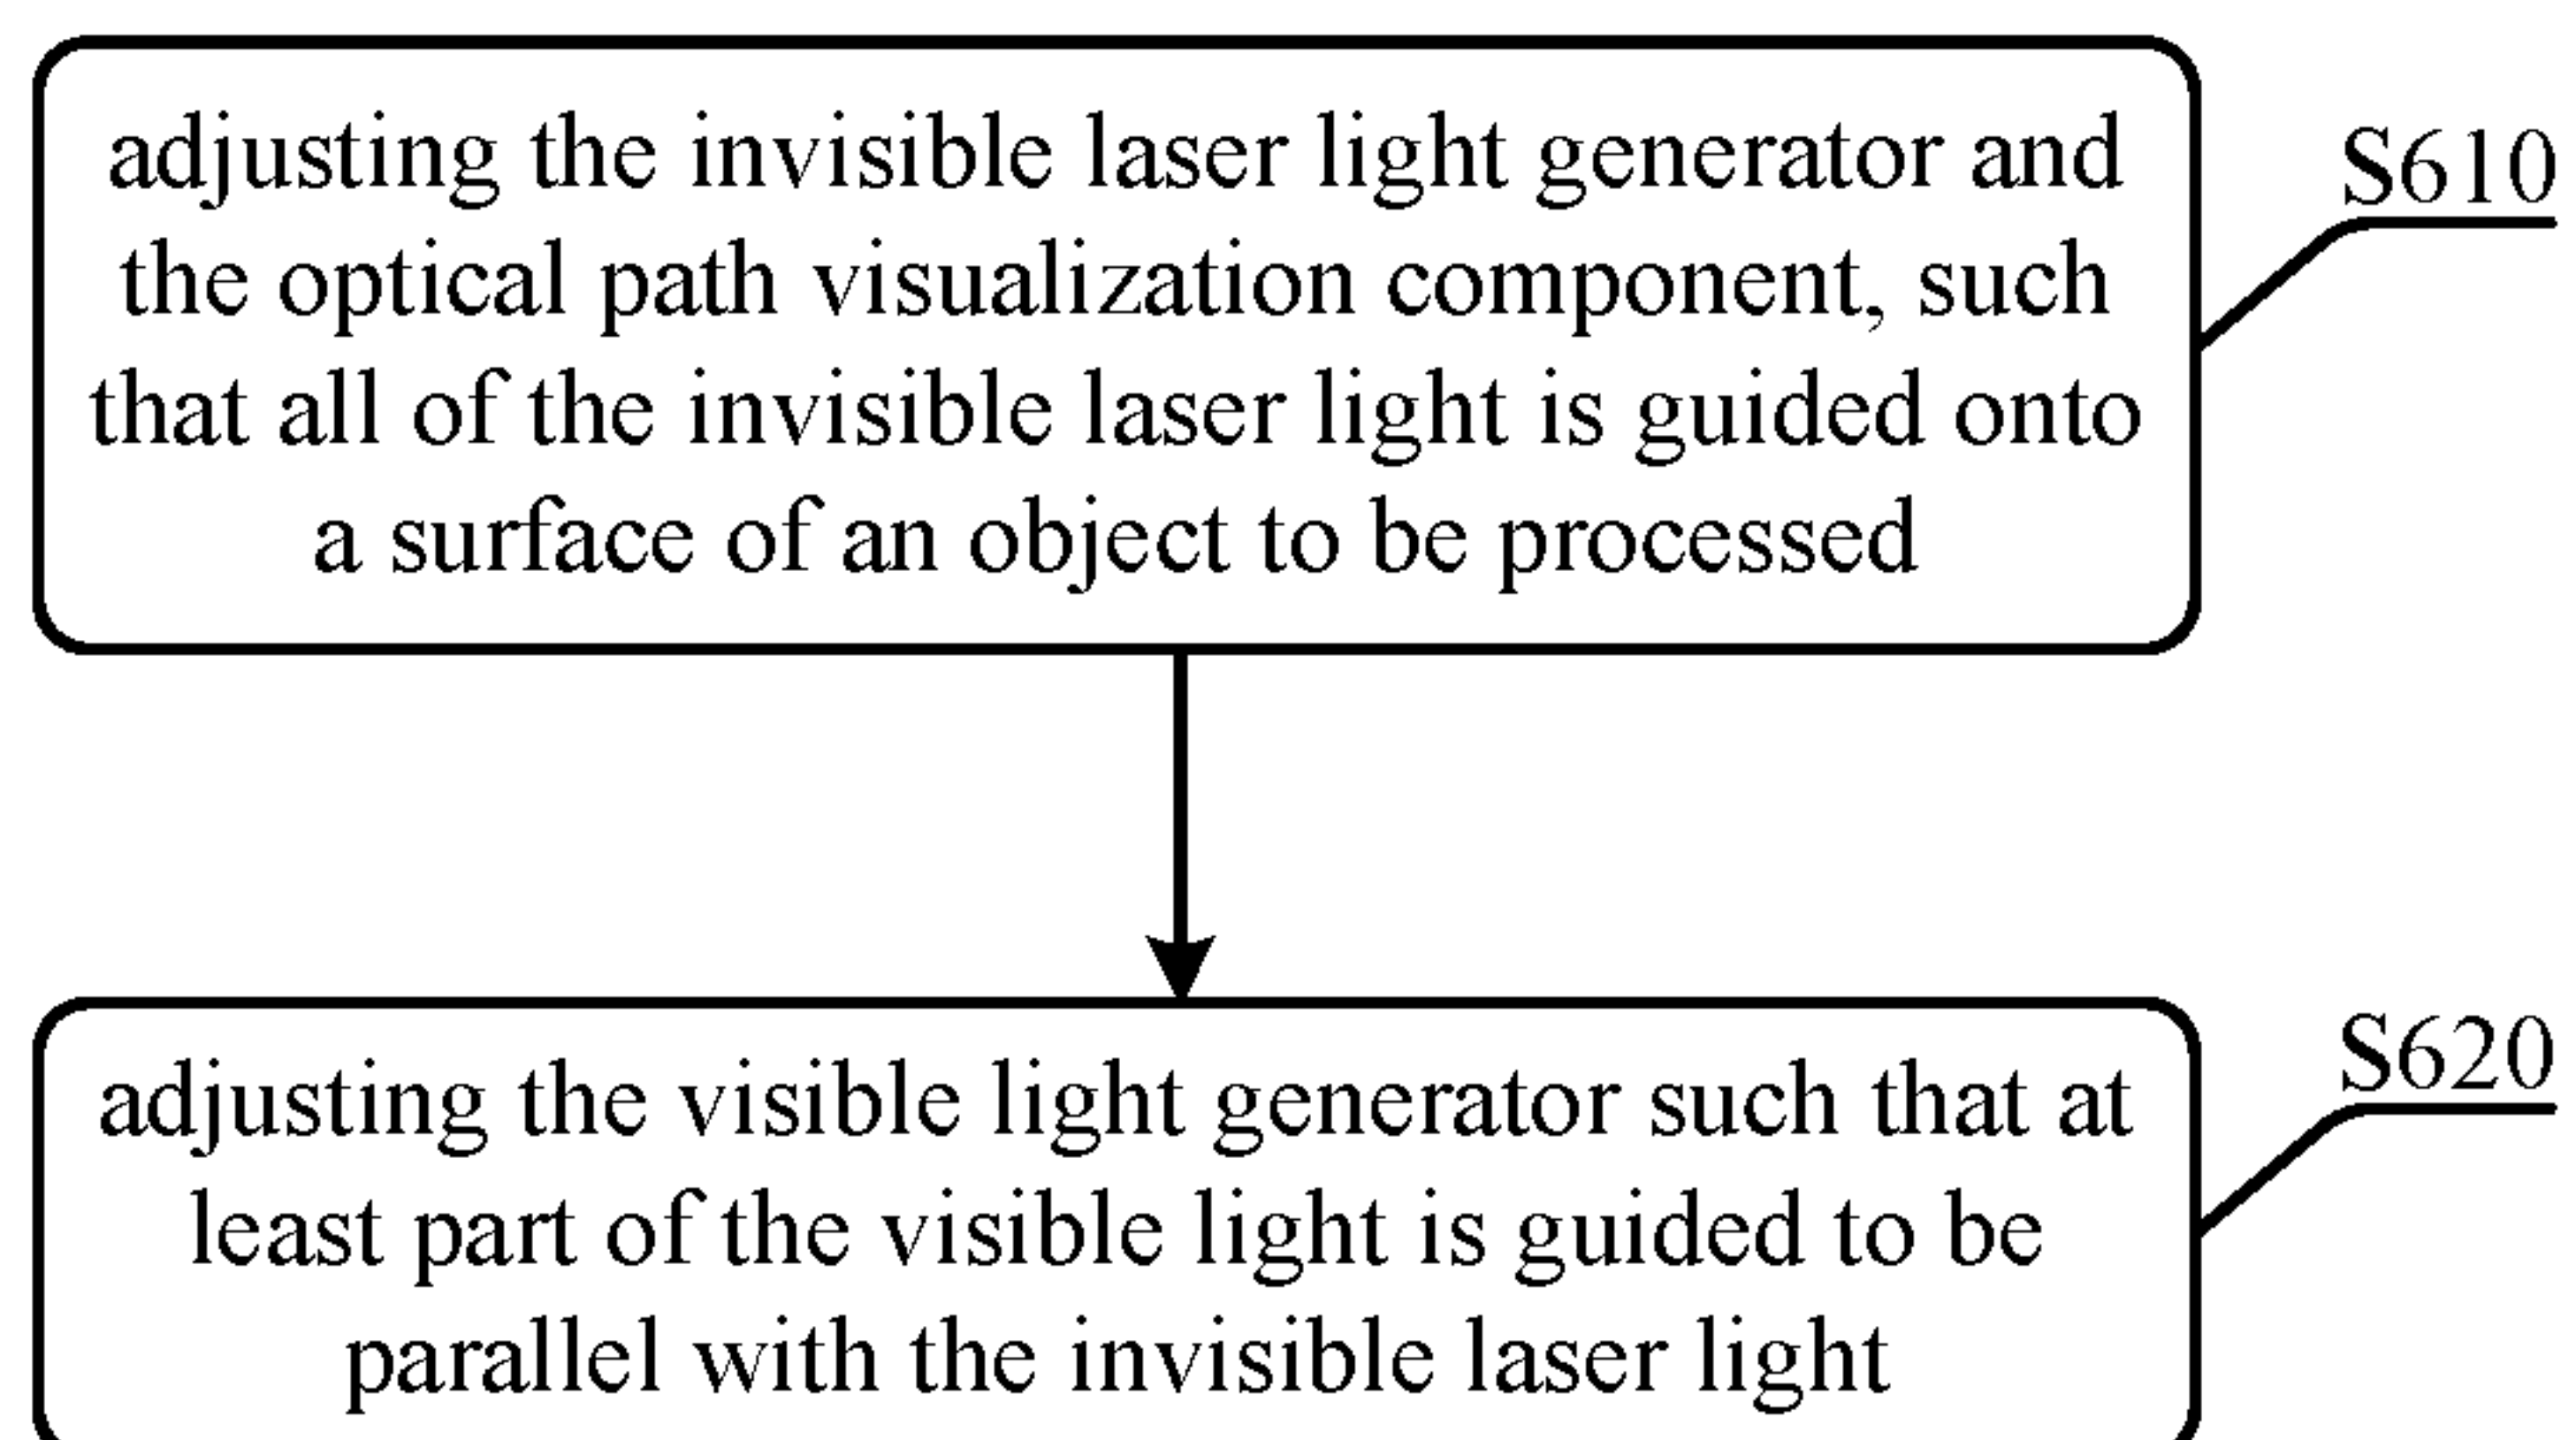 adjusting the invisible laser light generator and
the optical path visualization component, such
that all of the invisible laser light is guided onto
a surface of an object to be processed
S610
adjusting the visible light generator such that at
least part of the visible light is guided to be
parallel with the invisible laser light
S620